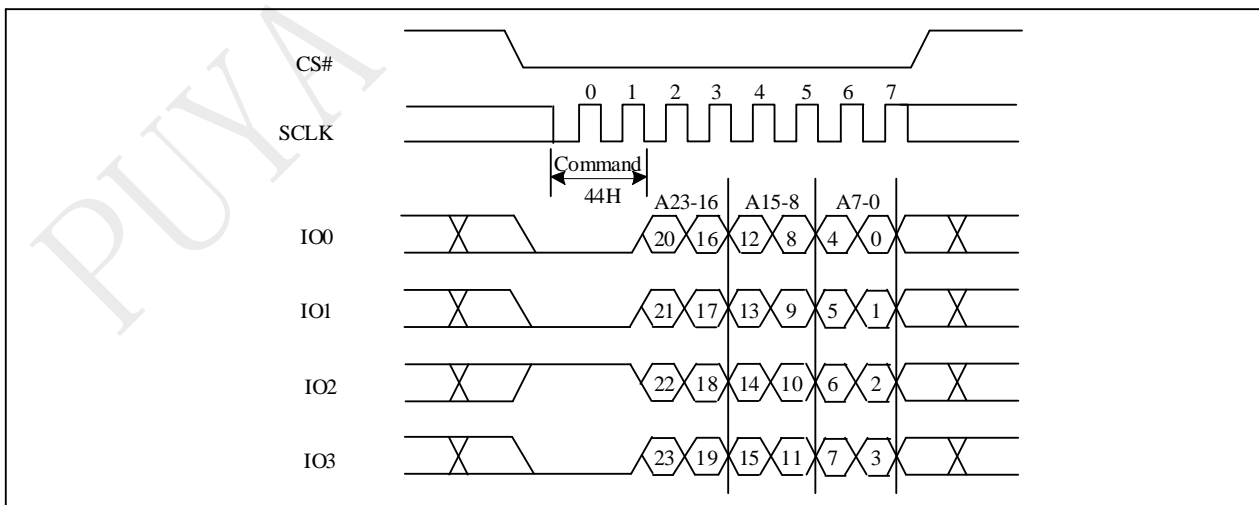 PUYA
CS#
0 1 2 3 4 5 6 7
SCLK
Command
44H
A23-16 A15-8 A7-0
IO0
20 16 12 8 4 0
IO1
21 17 13 9 5 1
IO2
22 18 14 10 6 2
IO3
23 19 15 11 7 3